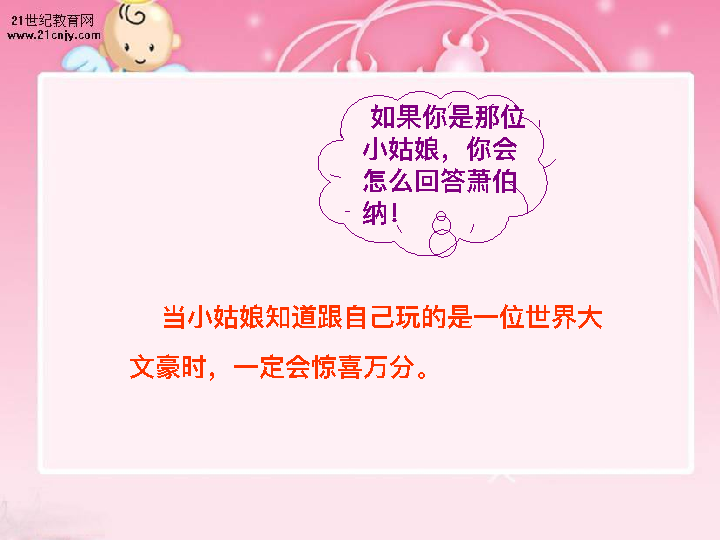 21世纪教育网
www.21cnjy.com
如果你是那位
小姑娘，你会
怎么回答萧伯
纳！
当小姑娘知道跟自己玩的是一位世界大
文豪时，一定会惊喜万分。